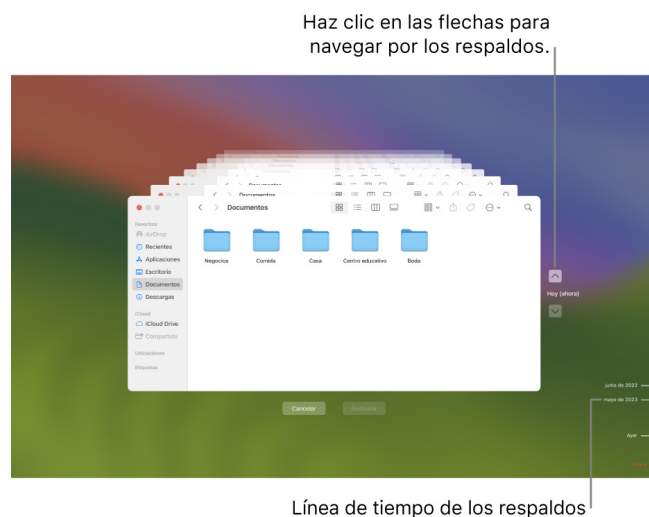 Haz clic en las flechas para
navegar por los respaldos.
Documentos
Documentos
Documentos
Favoritos
AirDrop
Recientes
Aplicaciones
Escritorio
Documentos
Descargas
iCloud
iCloud Drive
Compartido
Ubicaciones
Etiquetas
Negocios
Comida
Casa
Centro educativo
Boda
Hoy (ahora)
Cancelar
Restaurar
junio de 2022
mayo de 2023
Ayer
Línea de tiempo de los respaldos